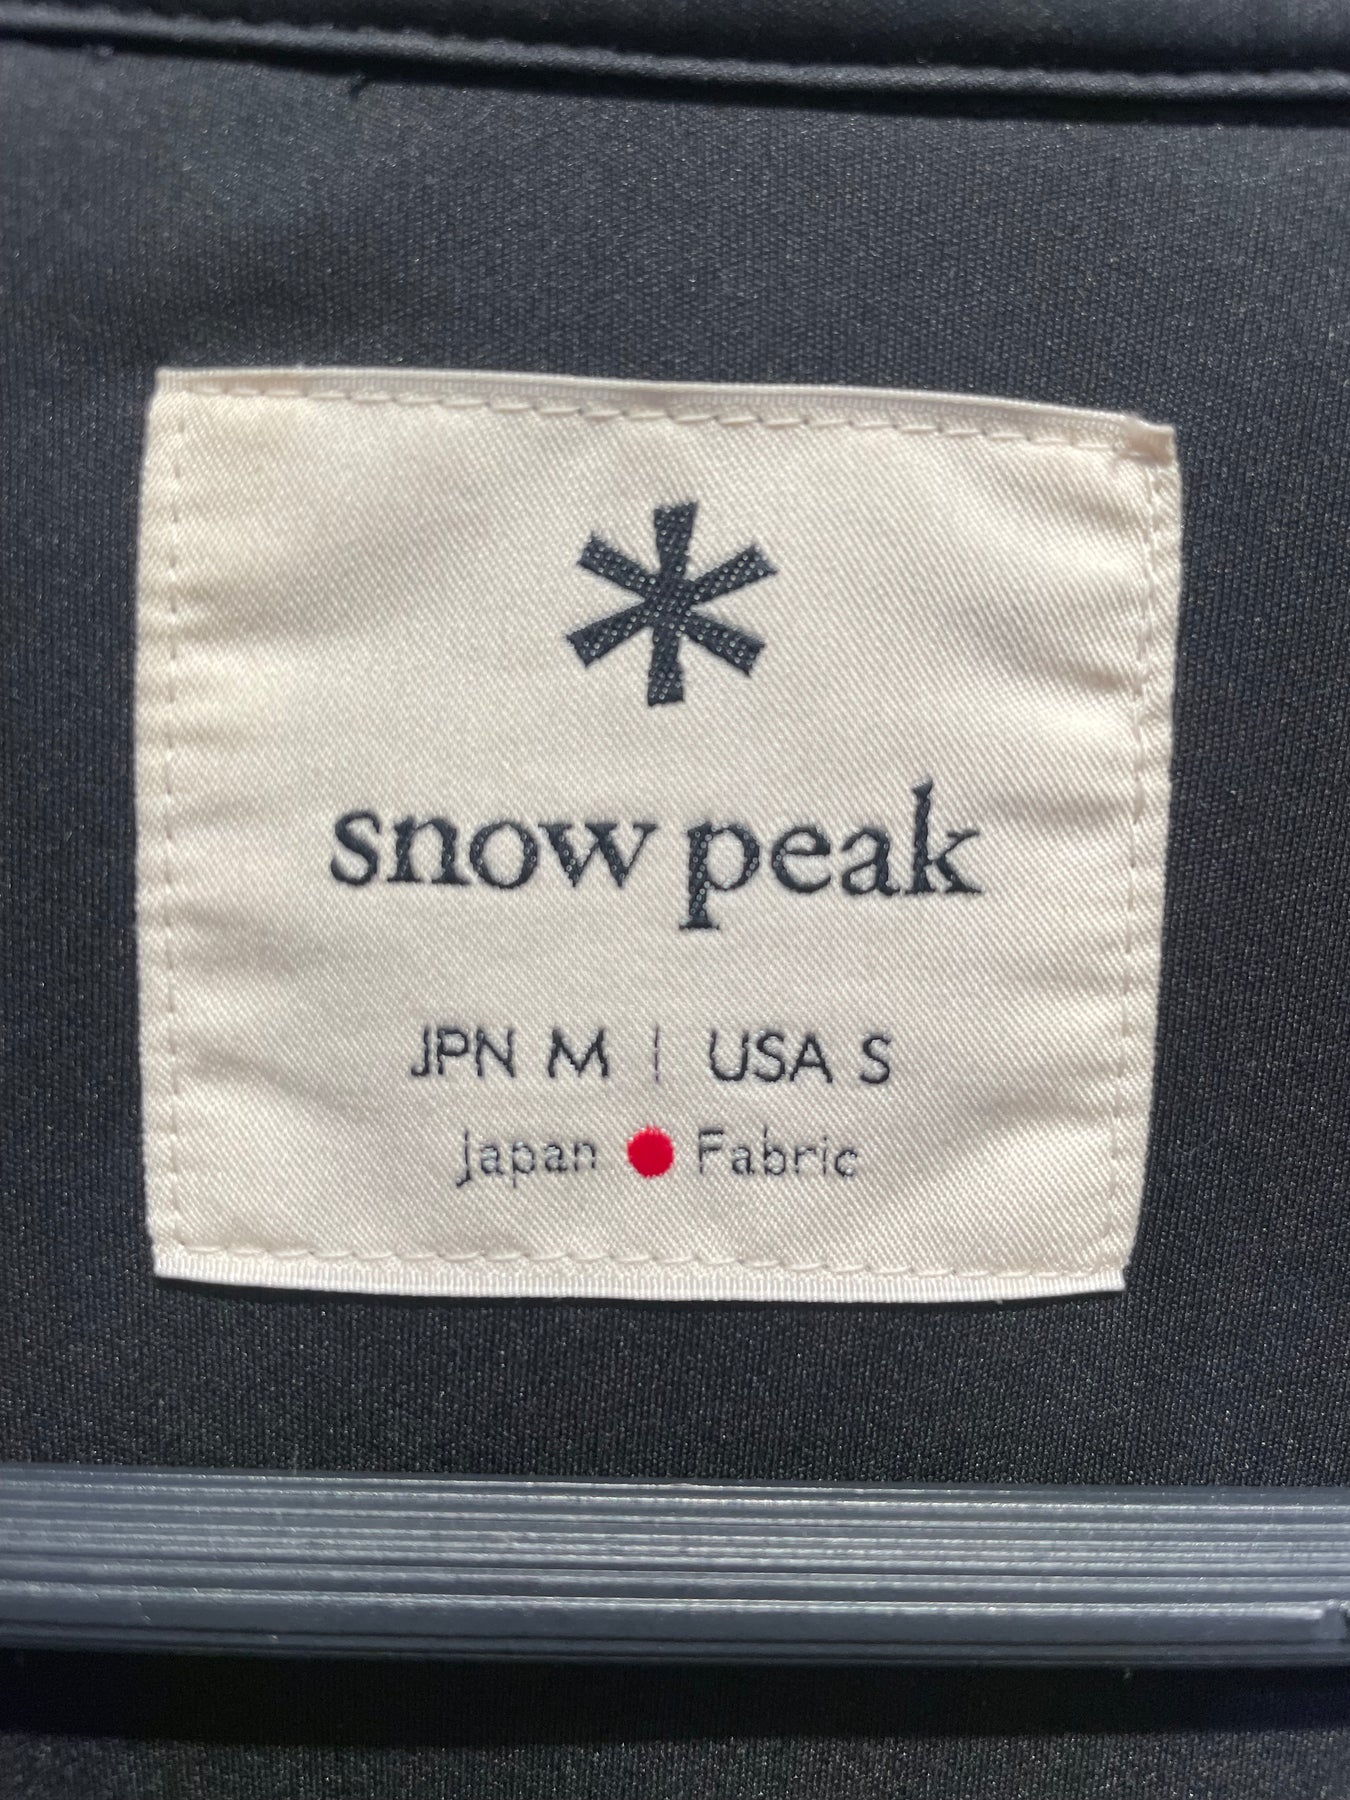 snow peak
JPN M | USA S
Japan ● Fabric